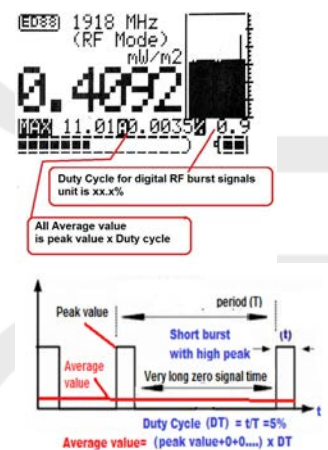 ED88 1918 MHz
(RF Mode)
mW/m2
0.4092
MAX 11.01 A 0.0035 % 0.9
Duty Cycle for digital RF burst signals
unit is xx.x%
All Average value
is peak value x Duty cycle
Peak value
period (T)
Short burst
with high peak
(t)
Average
value
Very long zero signal time
t
Duty Cycle (DT) = t/T =5%
Average value= (peak value+0+0....) x DT